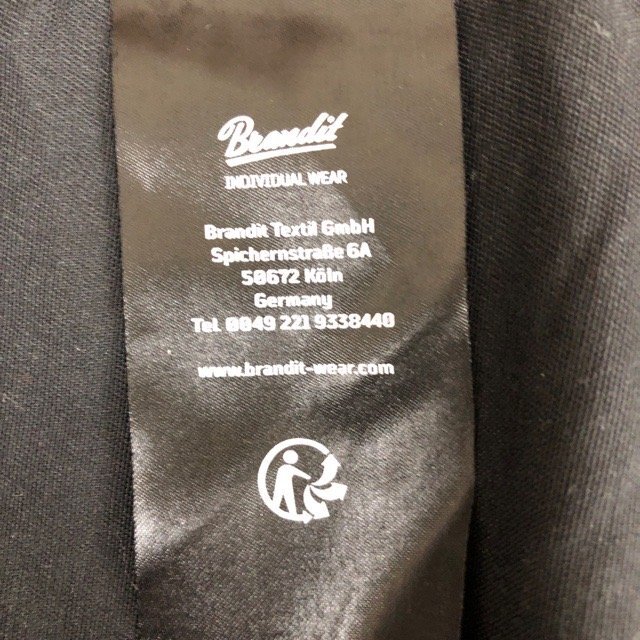 Brandit
INDIVIDUAL WEAR
Brandit Textil GmbH
Spichernstraße 6A
50672 Köln
Germany
Tel. 0049 221 9338440
www.brandit-wear.com